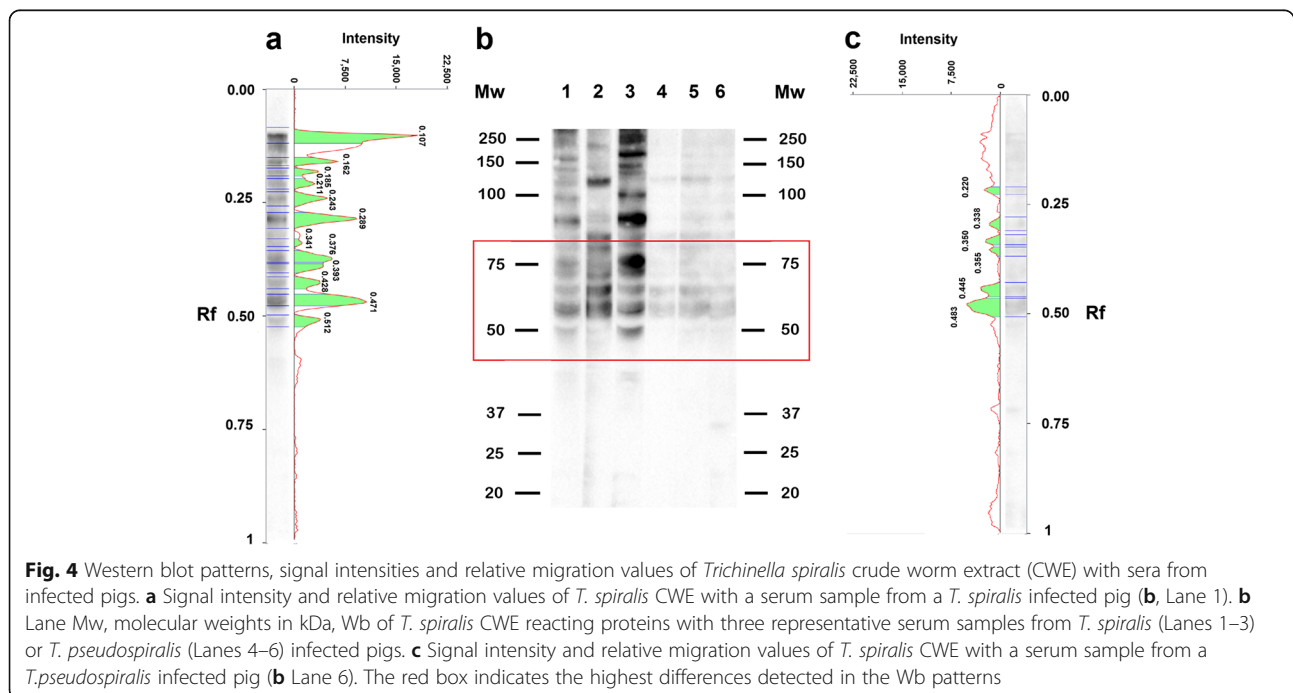 a Intensity
0 7,500 15,000 22,500
0.00
0.107
0.162
0.185
0.211
0.25
0.243
0.289
0.341
0.376
0.393
0.428
0.471
Rf 0.50
0.512
0.75
1
b
Mw 1 2 3 4 5 6 Mw
250 250
150 150
100 100
75 75
50 50
37 37
25 25
20 20
c Intensity
22,500 15,000 7,500 0
0.00
0.220
0.25
0.338
0.350
0.355
0.445
0.483
0.50 Rf
0.75
1
Fig. 4 Western blot patterns, signal intensities and relative migration values of Trichinella spiralis crude worm extract (CWE) with sera from
infected pigs. a Signal intensity and relative migration values of T. spiralis CWE with a serum sample from a T. spiralis infected pig (b, Lane 1). b
Lane Mw, molecular weights in kDa, Wb of T. spiralis CWE reacting proteins with three representative serum samples from T. spiralis (Lanes 1–3)
or T. pseudospiralis (Lanes 4–6) infected pigs. c Signal intensity and relative migration values of T. spiralis CWE with a serum sample from a
T.pseudospiralis infected pig (b Lane 6). The red box indicates the highest differences detected in the Wb patterns